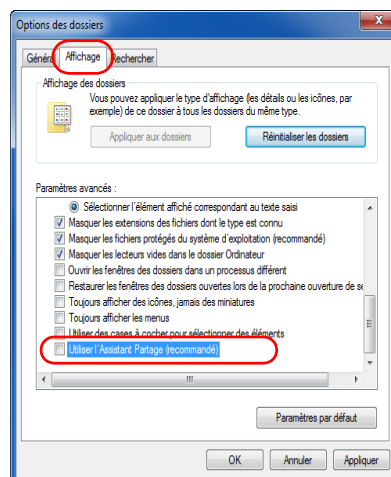 Options des dossiers
Général
Affichage
Rechercher
Affichage des dossiers
Vous pouvez appliquer le type d'affichage (les détails ou les icônes, par
exemple) de ce dossier à tous les dossiers du même type.
Appliquer aux dossiers
Réinitialiser les dossiers
Paramètres avancés :
Sélectionner l'élément affiché correspondant au texte saisi
Masquer les extensions des fichiers dont le type est connu
Masquer les fichiers protégés du système d'exploitation (recommandé)
Masquer les lecteurs vides dans le dossier Ordinateur
Ouvrir les fenêtres des dossiers dans un processus différent
Restaurer les fenêtres des dossiers ouvertes lors de la prochaine ouverture de se
Toujours afficher des icônes, jamais des miniatures
Toujours afficher les menus
Utiliser des cases à cocher pour sélectionner des éléments
Utiliser l'Assistant Partage (recommandé)
Paramètres par défaut
OK
Annuler
Appliquer